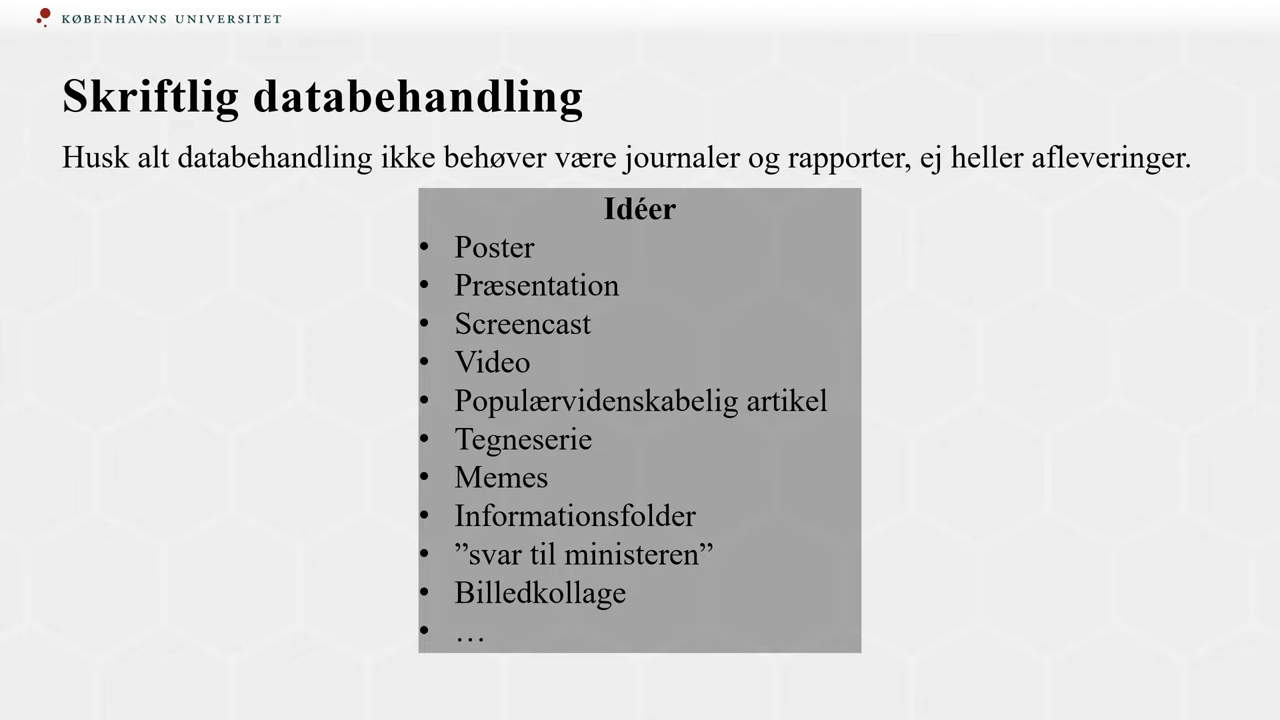 KØBENHAVNS UNIVERSITET
Skriftlig databehandling
Husk alt databehandling ikke behøver være journaler og rapporter, ej heller afleveringer.
Idéer
• Poster
• Præsentation
• Screencast
• Video
• Populærvidenskabelig artikel
• Tegneserie
• Memes
• Informationsfolder
• ”svar til ministeren”
• Billedkollage
• …